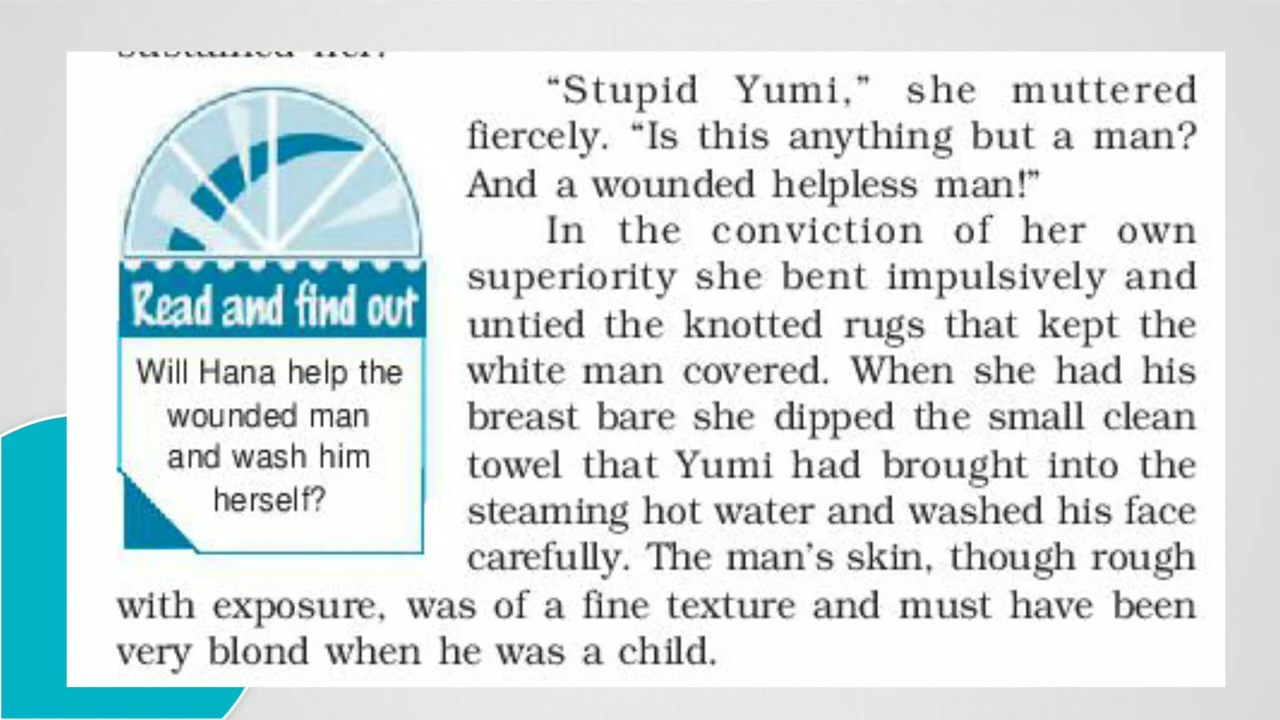 "Stupid Yumi," she muttered
fiercely. "Is this anything but a man?
And a wounded helpless man!"
In the conviction of her own
superiority she bent impulsively and
untied the knotted rugs that kept the
white man covered. When she had his
breast bare she dipped the small clean
towel that Yumi had brought into the
steaming hot water and washed his face
carefully. The man's skin, though rough
with exposure, was of a fine texture and must have been
very blond when he was a child.
Read and find out
Will Hana help the
wounded man
and wash him
herself?